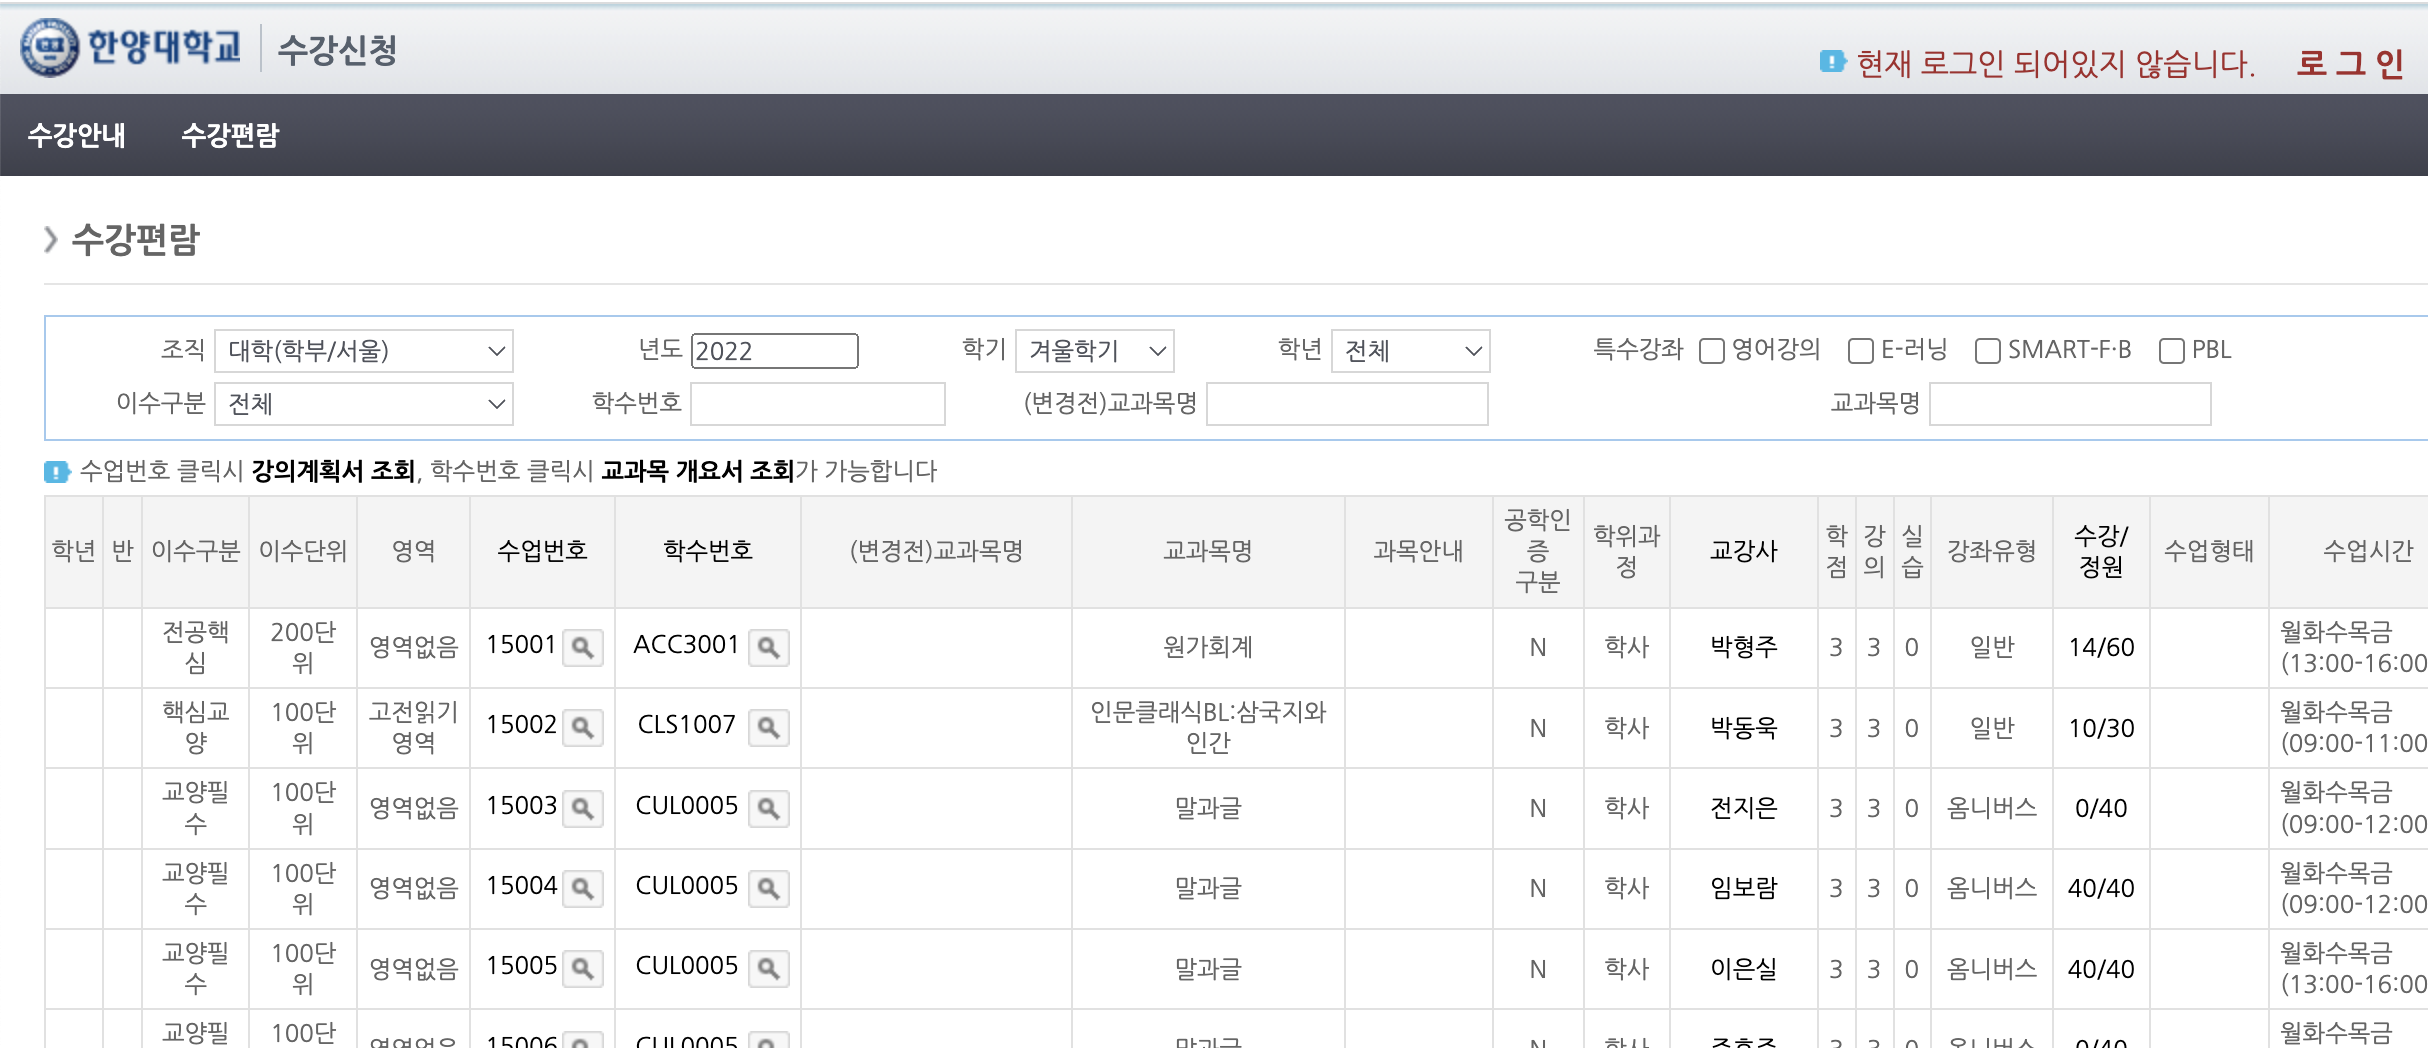 한양대학교 수강신청
현재 로그인 되어있지 않습니다. 로 그 인
수강안내 수강편람
수강편람
조직 대학(학부/서울) 년도 2022 학기 겨울학기 학년 전체 특수강좌 영어강의 E-러닝 SMART-F·B PBL
이수구분 전체 학수번호 (변경전)교과목명 교과목명
수업번호 클릭시 강의계획서 조회, 학수번호 클릭시 교과목 개요서 조회가 가능합니다
학년 반 이수구분 이수단위 영역 수업번호 학수번호 (변경전)교과목명 교과목명 과목안내 공학인증 구분 학위과정 교강사 학점 강의 실습 강좌유형 수강/정원 수업형태 수업시간
전공핵심 200단위 영역없음 15001 ACC3001 원가회계 N 학사 박형주 3 3 0 일반 14/60 월화수목금 (13:00-16:00
핵심교양 100단위 고전읽기영역 15002 CLS1007 인문클래식BL:삼국지와 인간 N 학사 박동욱 3 3 0 일반 10/30 월화수목금 (09:00-11:00
교양필수 100단위 영역없음 15003 CUL0005 말과글 N 학사 전지은 3 3 0 옴니버스 0/40 월화수목금 (09:00-12:00
교양필수 100단위 영역없음 15004 CUL0005 말과글 N 학사 임보람 3 3 0 옴니버스 40/40 월화수목금 (09:00-12:00
교양필수 100단위 영역없음 15005 CUL0005 말과글 N 학사 이은실 3 3 0 옴니버스 40/40 월화수목금 (13:00-16:00
교양필 100단 영역없음 15006 CUL0005 말과글 N 학사 3 3 0 옴니버스 0/40 월화수목금